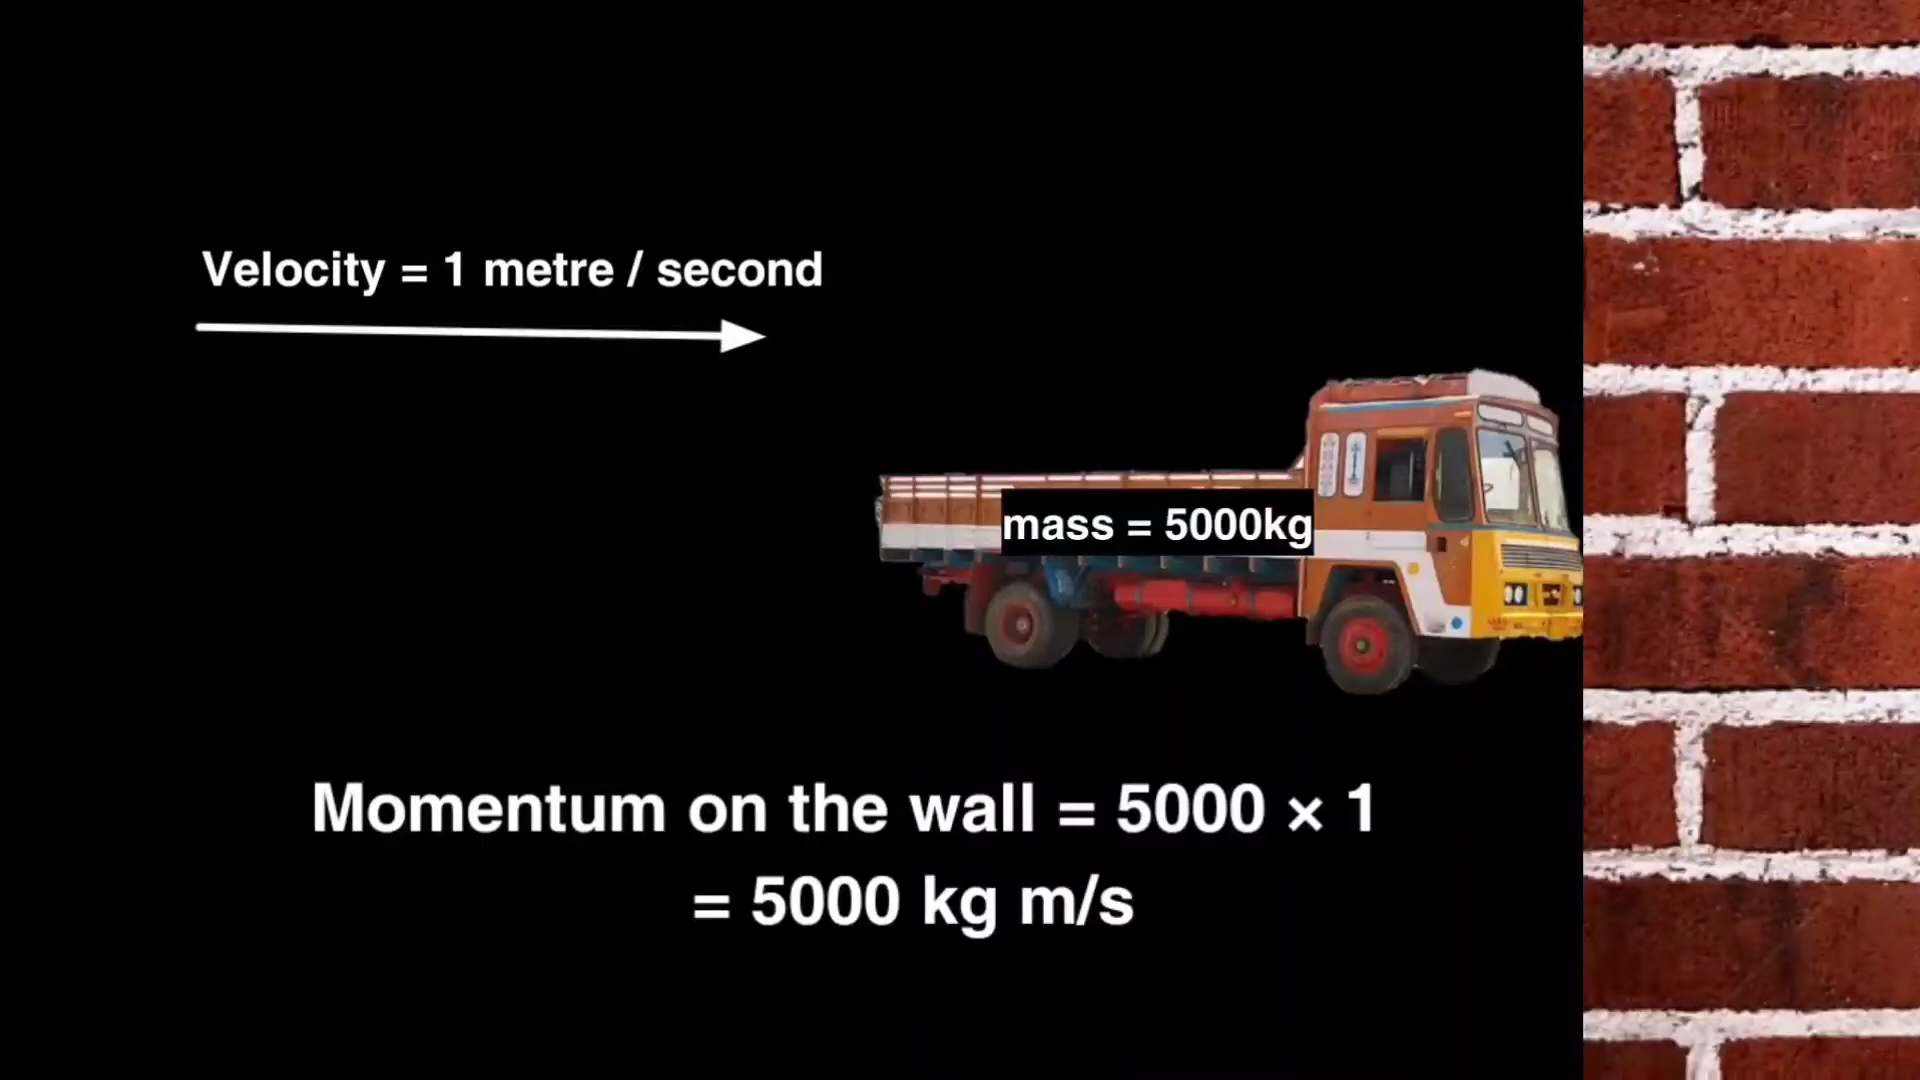 Velocity = 1 metre / second
mass = 5000kg
Momentum on the wall = 5000 × 1
= 5000 kg m/s